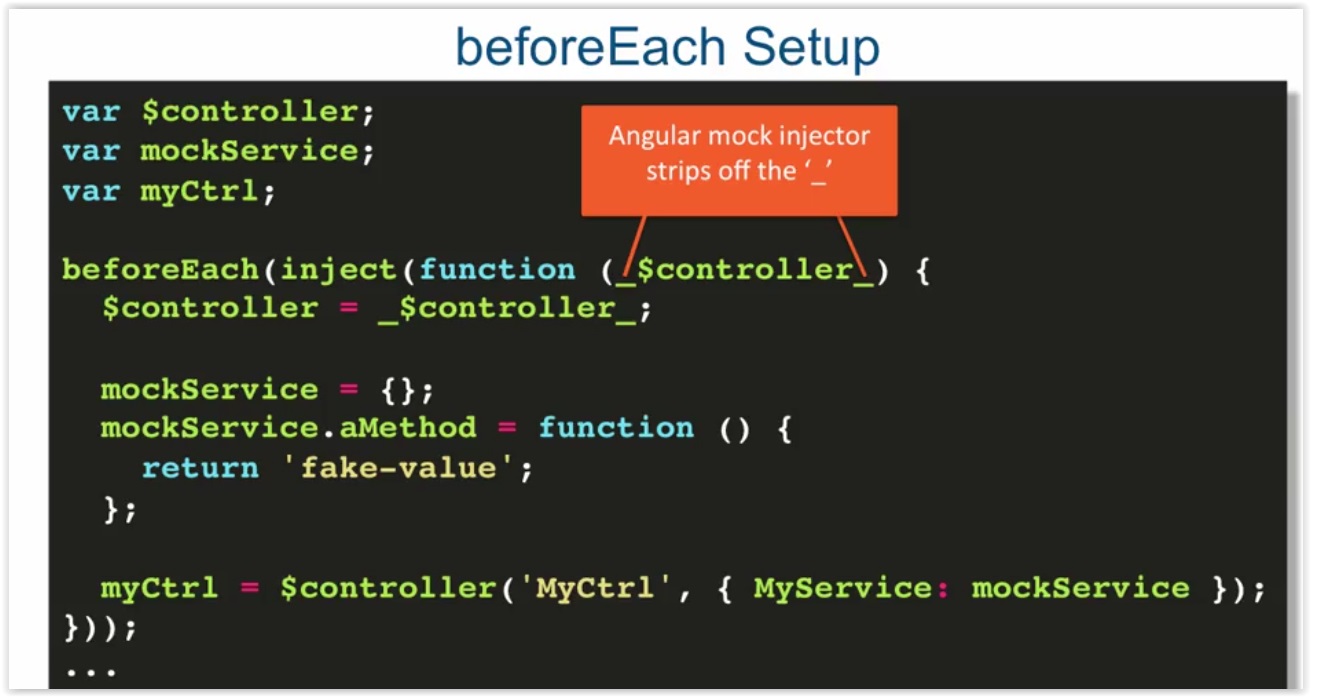 beforeEach Setup
var $controller;
var mockService;
var myCtrl;
Angular mock injector
strips off the ‘_’
beforeEach(inject(function (_$controller_) {
  $controller = _$controller_;
  mockService = {};
  mockService.aMethod = function () {
    return 'fake-value';
  };
  myCtrl = $controller('MyCtrl', { MyService: mockService });
}));
...